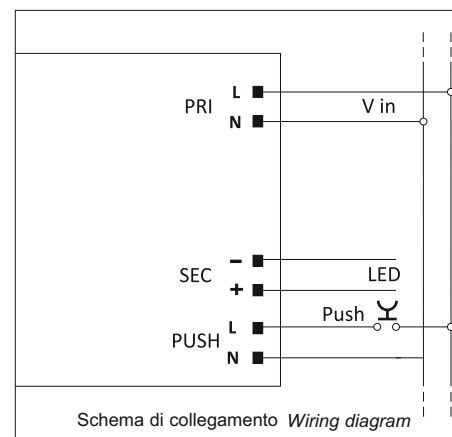 L
PRI
V in
N
−
SEC
LED
+
Push
L
PUSH
N
Schema di collegamento Wiring diagram